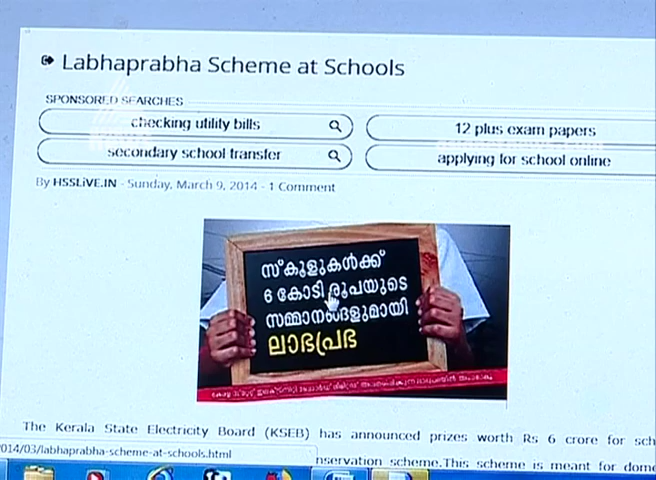 Labhaprabha Scheme at Schools
SPONSORED SEARCHES
checking utility bills
12 plus exam papers
secondary school transfer
applying for school online
By HSSLiVE.IN - Sunday, March 9, 2014 - 1 Comment
സ്കൂളുകൾക്ക്
6 കോടി രൂപയുടെ
സമ്മാനങ്ങളുമായി
ലാഭപ്രഭ
The Kerala State Electricity Board (KSEB) has announced prizes worth Rs 6 crore for sch
014/03/labhaprabha-scheme-at-schools.html
nservation scheme.This scheme is meant for dome